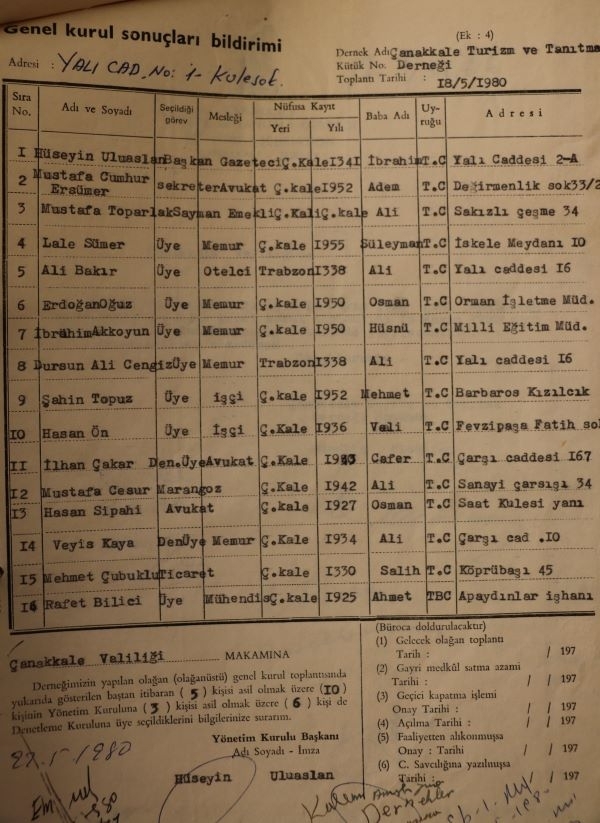 Genel kurul sonuçları bildirimi
(Ek : 4)
Dernek Adı Çanakkale Turizm ve Tanıtma
Adresi : YALI CAD. No: 1- Kulesok.
Kütük No. Derneği
Toplantı Tarihi : 18/5/1980
Sıra No. Adı ve Soyadı Seçildiği görev Mesleği Nüfusa Kayıt Yeri Yılı Baba Adı Uyruğu Adresi
1 Hüseyin Uluaslan Başkan Gazeteci Ç.Kale 1341 İbrahim T.C Yalı Caddesi 2-A
2 Mustafa Cumhur Ersümer sekreter Avukat Ç.kale 1952 Adem T.C Değirmenlik sok33/2
3 Mustafa Toparlak Sayman Emekli Ç.Kali Ç.kale Ali T.C Sakızlı çeşme 34
4 Lale Sümer Üye Memur Ç.kale 1955 Süleyman T.C İskele Meydanı 10
5 Ali Bakır Üye Otelci Trabzon 1338 Ali T.C Yalı caddesi 16
6 Erdoğan Oğuz Üye Memur Ç.kale 1950 Osman T.C Orman İşletme Müd.
7 İbrahim Akkoyun Üye Memur Ç.kale 1950 Hüsnü T.C Milli Eğitim Müd.
8 Dursun Ali Cengiz Üye Memur Trabzon 1338 Ali T.C Yalı caddesi 16
9 Şahin Topuz Üye işçi Ç.kale 1952 Mehmet T.C Barbaros Kızılcık
10 Hasan Ön Üye İşçi Ç.Kale 1936 Vali T.C Fevzipaşa Fatih so
11 İlhan Çakar Den.Üye Avukat Ç.Kale Cafer T.C Çarşı caddesi 167
12 Mustafa Cesur Marangoz Ç.Kale 1942 Ali T.C Sanayi çarşışı 34
13 Hasan Sipahi Avukat Ç.kale 1927 Osman T.C Saat Kulesi yanı
14 Veyis Kaya DenÜye Memur Ç.Kale 1934 Ali T.C Çarşı cad .10
15 Mehmet Çubuklu Ticaret Ç.kale 1330 Salih T.C Köprübaşı 45
16 Rafet Bilici Üye Mühendis Ç.kale 1925 Ahmet TBC Apaydınlar işhanı
Çanakkale Valiliği MAKAMINA
Derneğimizin yapılan olağan (olağanüstü) genel kurul toplantısında
yukarıda gösterilen baştan itibaren ( 5 ) kişisi asil olmak üzere (10)
kişinin Yönetim Kuruluna ( 3 ) kişisi asil olmak üzere ( 6 ) kişi de
Denetleme Kuruluna üye seçildiklerini bilgilerinize sunarım.
Yönetim Kurulu Başkanı
Adı Soyadı - İmza
Hüseyin Uluaslan
(Büroca doldurulacaktır)
(1) Gelecek olağan toplantı
Tarih : / / 197
(2) Gayri medkûl satma azami
Tarihi : / / 197
(3) Geçici kapatma işlemi
Onay Tarihi : / / 197
(4) Açılma Tarihi : / / 197
(5) Faaliyetten alıkonmuşsa
Onay : Tarihi / / 197
(6) C. Savcılığına yazılmışsa
Tarihi : / / 197